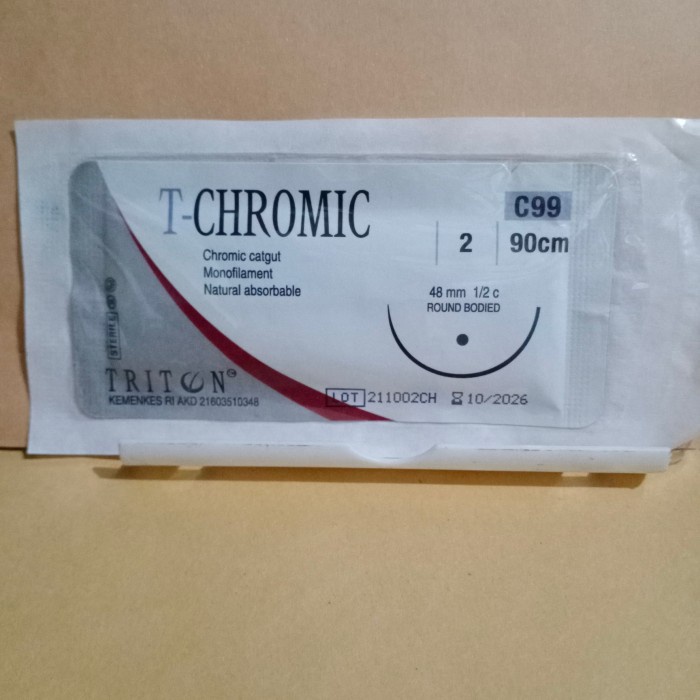 T-CHROMIC
Chromic catgut
Monofilament
Natural absorbable
C99
2
90cm
48 mm 1/2 c
ROUND BODIED
TRITON
KEMENKES RI AKD 21603510348
LOT 211002CH 10/2026